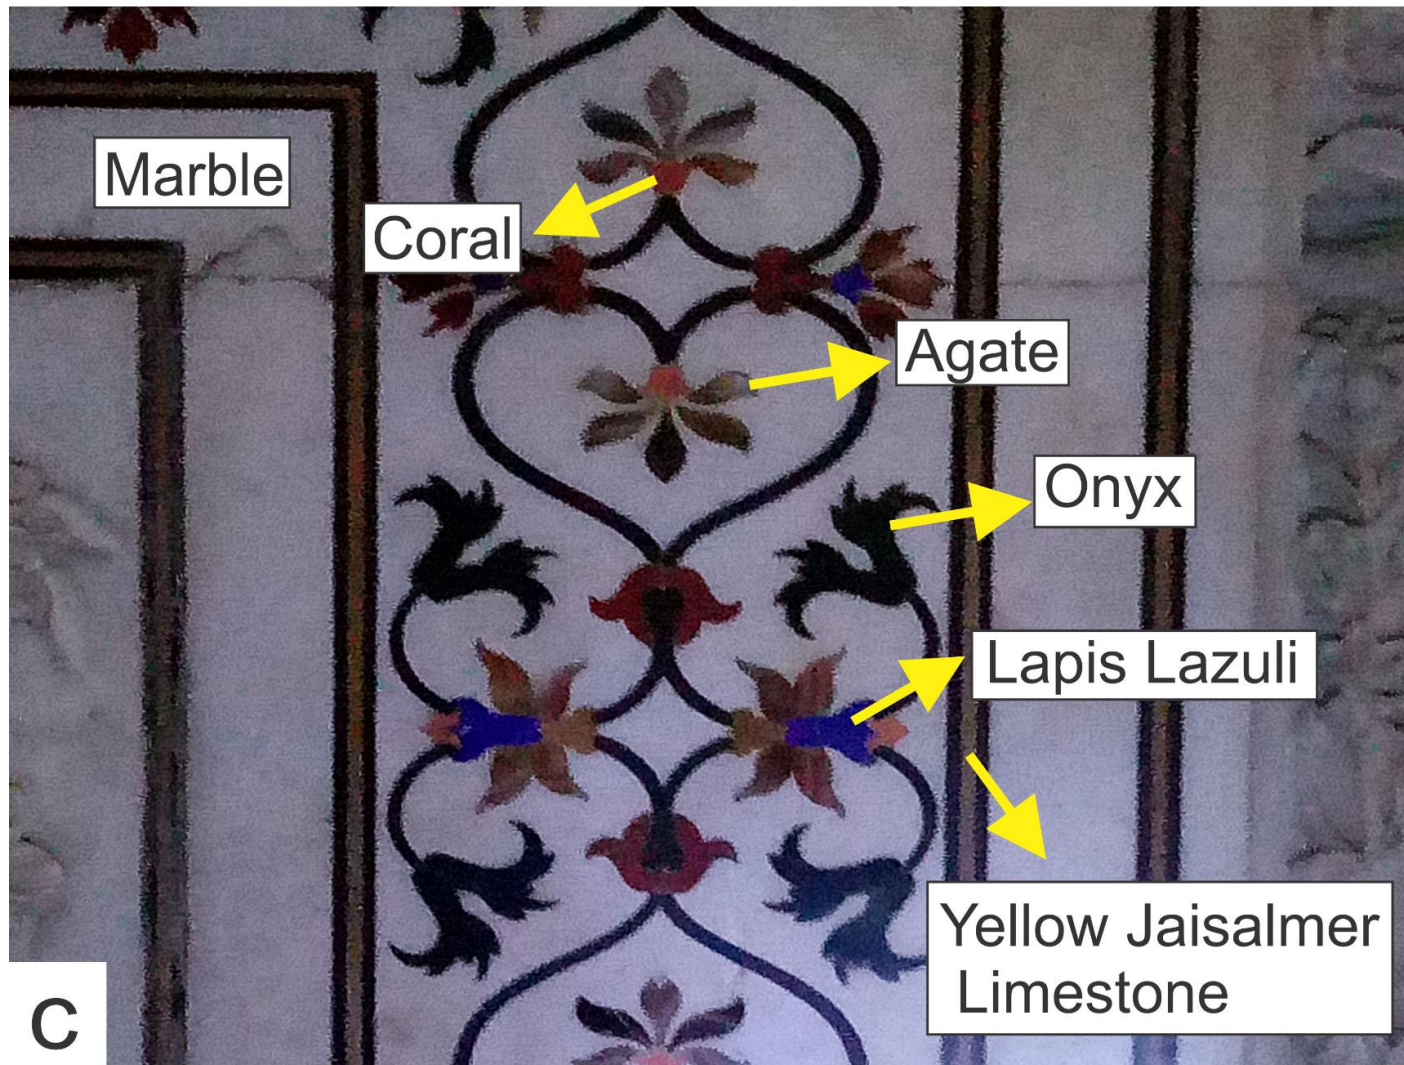 Marble
Coral
Agate
Onyx
Lapis Lazuli
Yellow Jaisalmer
Limestone
C